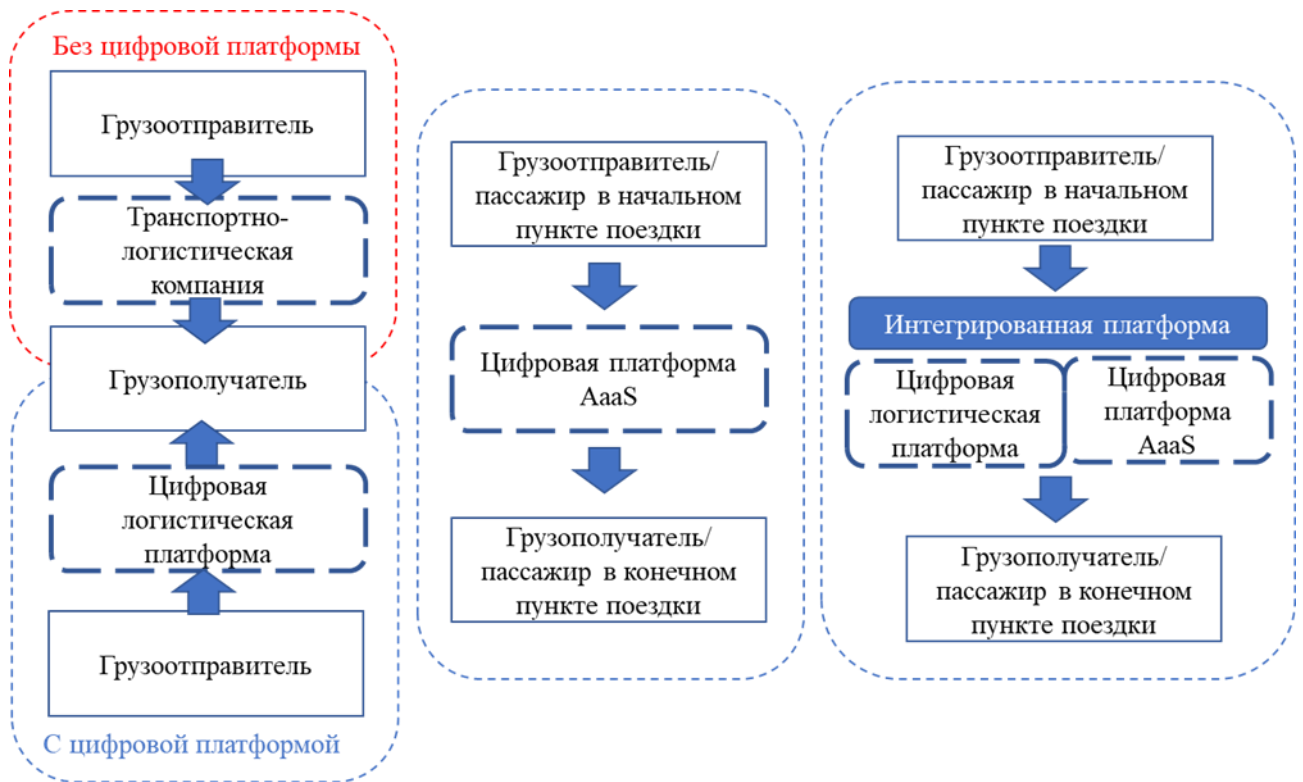 Без цифровой платформы
Грузоотправитель
Транспортно-
логистическая
компания
Грузополучатель
Цифровая
логистическая
платформа
Грузоотправитель
С цифровой платформой
Грузоотправитель/
пассажир в начальном
пункте поездки
Цифровая платформа
AaaS
Грузополучатель/
пассажир в конечном
пункте поездки
Грузоотправитель/
пассажир в начальном
пункте поездки
Интегрированная платформа
Цифровая
логистическая
платформа
Цифровая
платформа
AaaS
Грузополучатель/
пассажир в конечном
пункте поездки